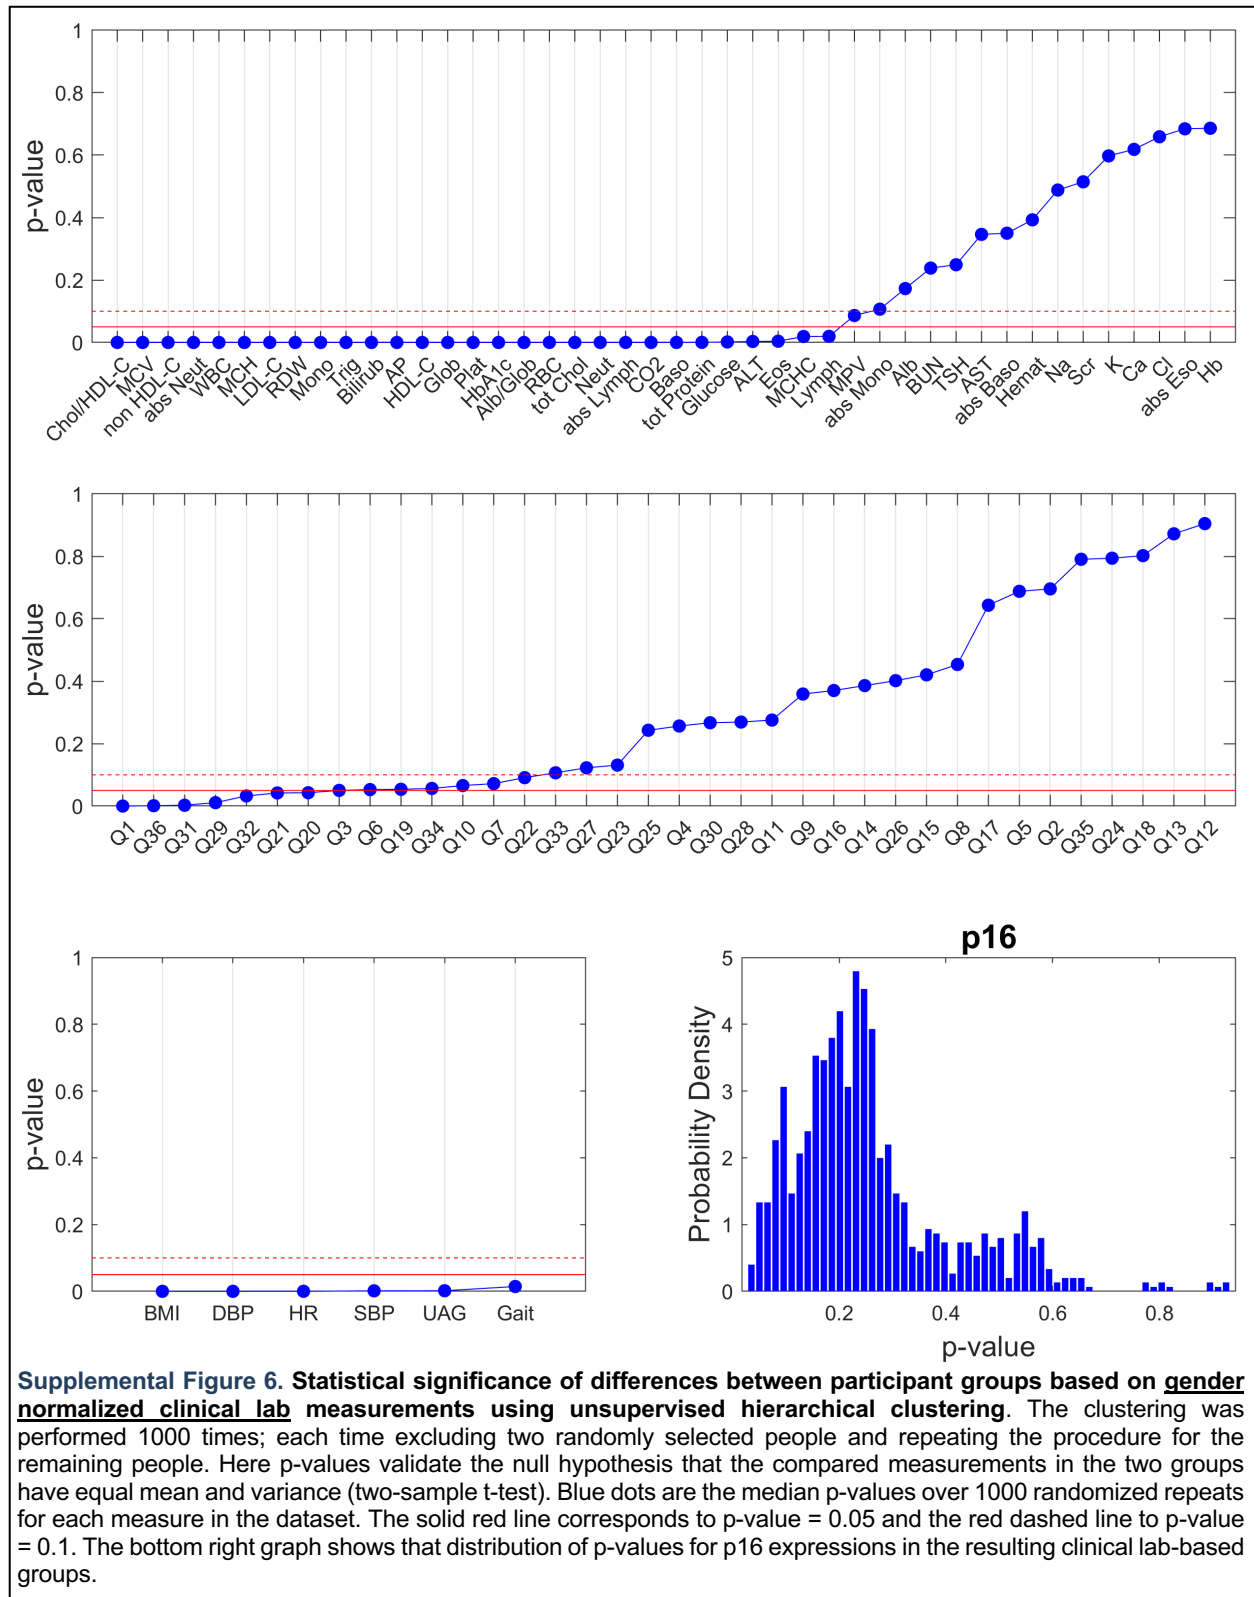 1
0.8
0.6
0.4
0.2
0
p-value
Chol/HDL-C
MCV
non HDL-C
abs Neut
WBC
MCH
LDL-C
RDW
Mono
Trig
Bilirub
AP
HDL-C
Glob
Plat
HbA1c
Alb/Glob
RBC
tot Chol
Neut
abs Lymph
CO2
Baso
tot Protein
Glucose
ALT
Eos
MCHC
Lymph
MPV
abs Mono
Alb
BUN
TSH
AST
abs Baso
Hemat
Na
Scr
K
Ca
Cl
abs Eso
Hb
1
0.8
0.6
0.4
0.2
0
p-value
Q1
Q36
Q31
Q29
Q32
Q21
Q20
Q3
Q6
Q19
Q34
Q10
Q7
Q22
Q33
Q27
Q23
Q25
Q4
Q30
Q28
Q11
Q9
Q16
Q14
Q26
Q15
Q8
Q17
Q5
Q2
Q35
Q24
Q18
Q13
Q12
1
0.8
0.6
0.4
0.2
0
p-value
BMI DBP HR SBP UAG Gait
p16
5
4
3
2
1
0
Probability Density
0.2 0.4 0.6 0.8
p-value
Supplemental Figure 6. Statistical significance of differences between participant groups based on gender
normalized clinical lab measurements using unsupervised hierarchical clustering. The clustering was
performed 1000 times; each time excluding two randomly selected people and repeating the procedure for the
remaining people. Here p-values validate the null hypothesis that the compared measurements in the two groups
have equal mean and variance (two-sample t-test). Blue dots are the median p-values over 1000 randomized repeats
for each measure in the dataset. The solid red line corresponds to p-value = 0.05 and the red dashed line to p-value
= 0.1. The bottom right graph shows that distribution of p-values for p16 expressions in the resulting clinical lab-based
groups.